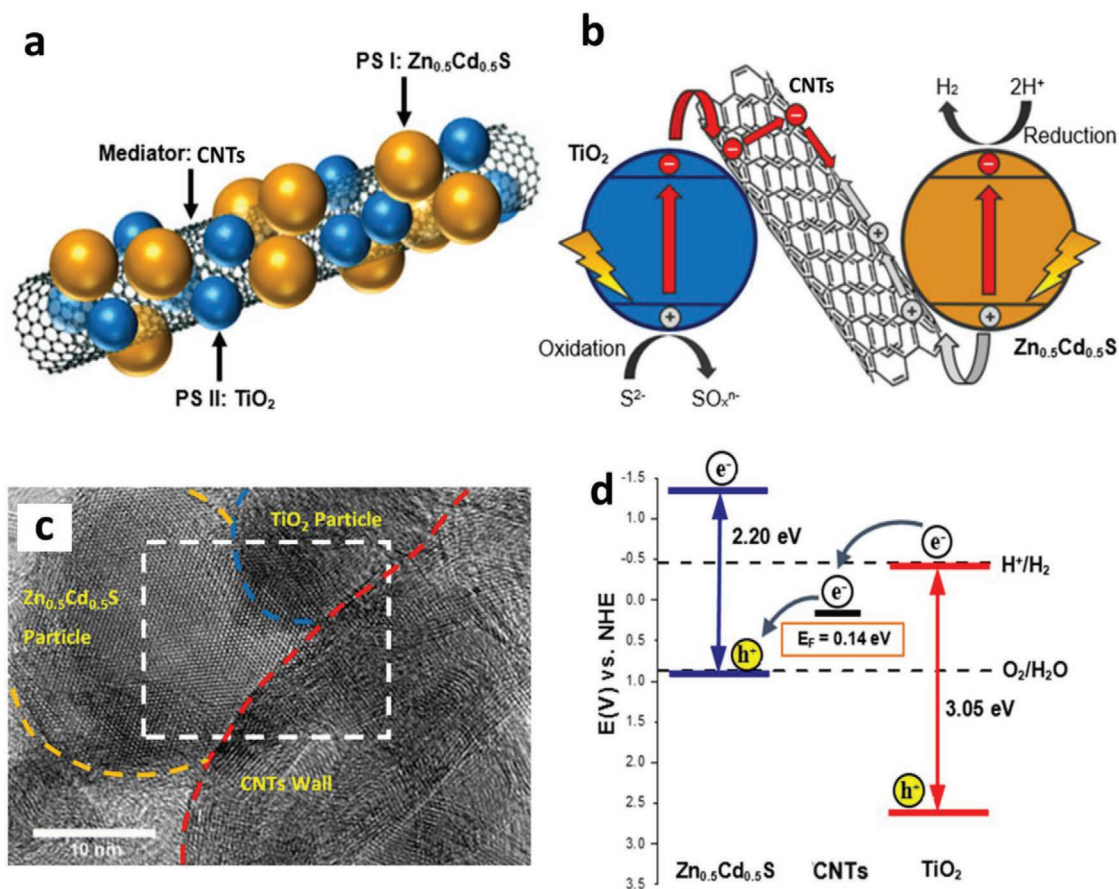 a
PS I: Zn₀.₅Cd₀.₅S
Mediator: CNTs
PS II: TiO₂
b
CNTs
H₂
2H⁺
Reduction
TiO₂
−
−
−
−
+
+
+
+
Oxidation
Zn₀.₅Cd₀.₅S
S²⁻
SOₓⁿ⁻
c
TiO₂ Particle
Zn₀.₅Cd₀.₅S
Particle
CNTs Wall
10 nm
d
E(V) vs. NHE
-1.5
-1.0
-0.5
0.0
0.5
1.0
1.5
2.0
2.5
3.0
3.5
e⁻
2.20 eV
e⁻
H⁺/H₂
e⁻
E_F = 0.14 eV
h⁺
O₂/H₂O
3.05 eV
h⁺
Zn₀.₅Cd₀.₅S
CNTs
TiO₂